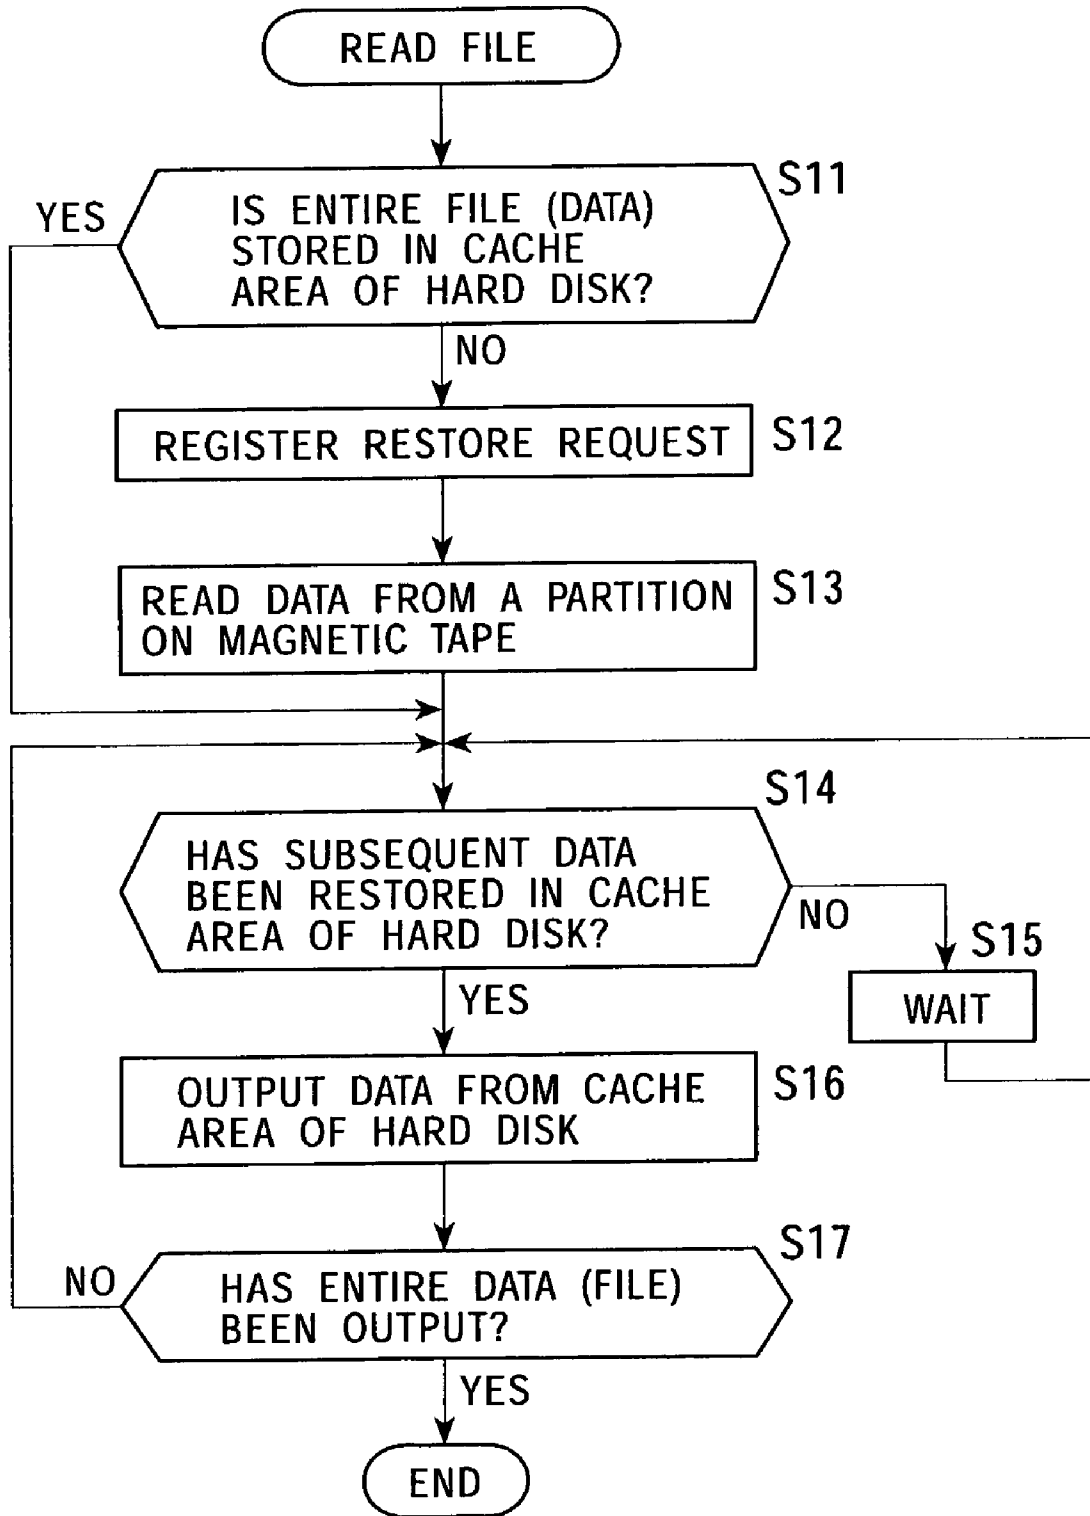 READ FILE
S11
YES
IS ENTIRE FILE (DATA)
STORED IN CACHE
AREA OF HARD DISK?
NO
REGISTER RESTORE REQUEST
S12
S13
READ DATA FROM A PARTITION
ON MAGNETIC TAPE
S14
HAS SUBSEQUENT DATA
BEEN RESTORED IN CACHE
AREA OF HARD DISK?
NO
S15
YES
WAIT
S16
OUTPUT DATA FROM CACHE
AREA OF HARD DISK
S17
NO
HAS ENTIRE DATA (FILE)
BEEN OUTPUT?
YES
END